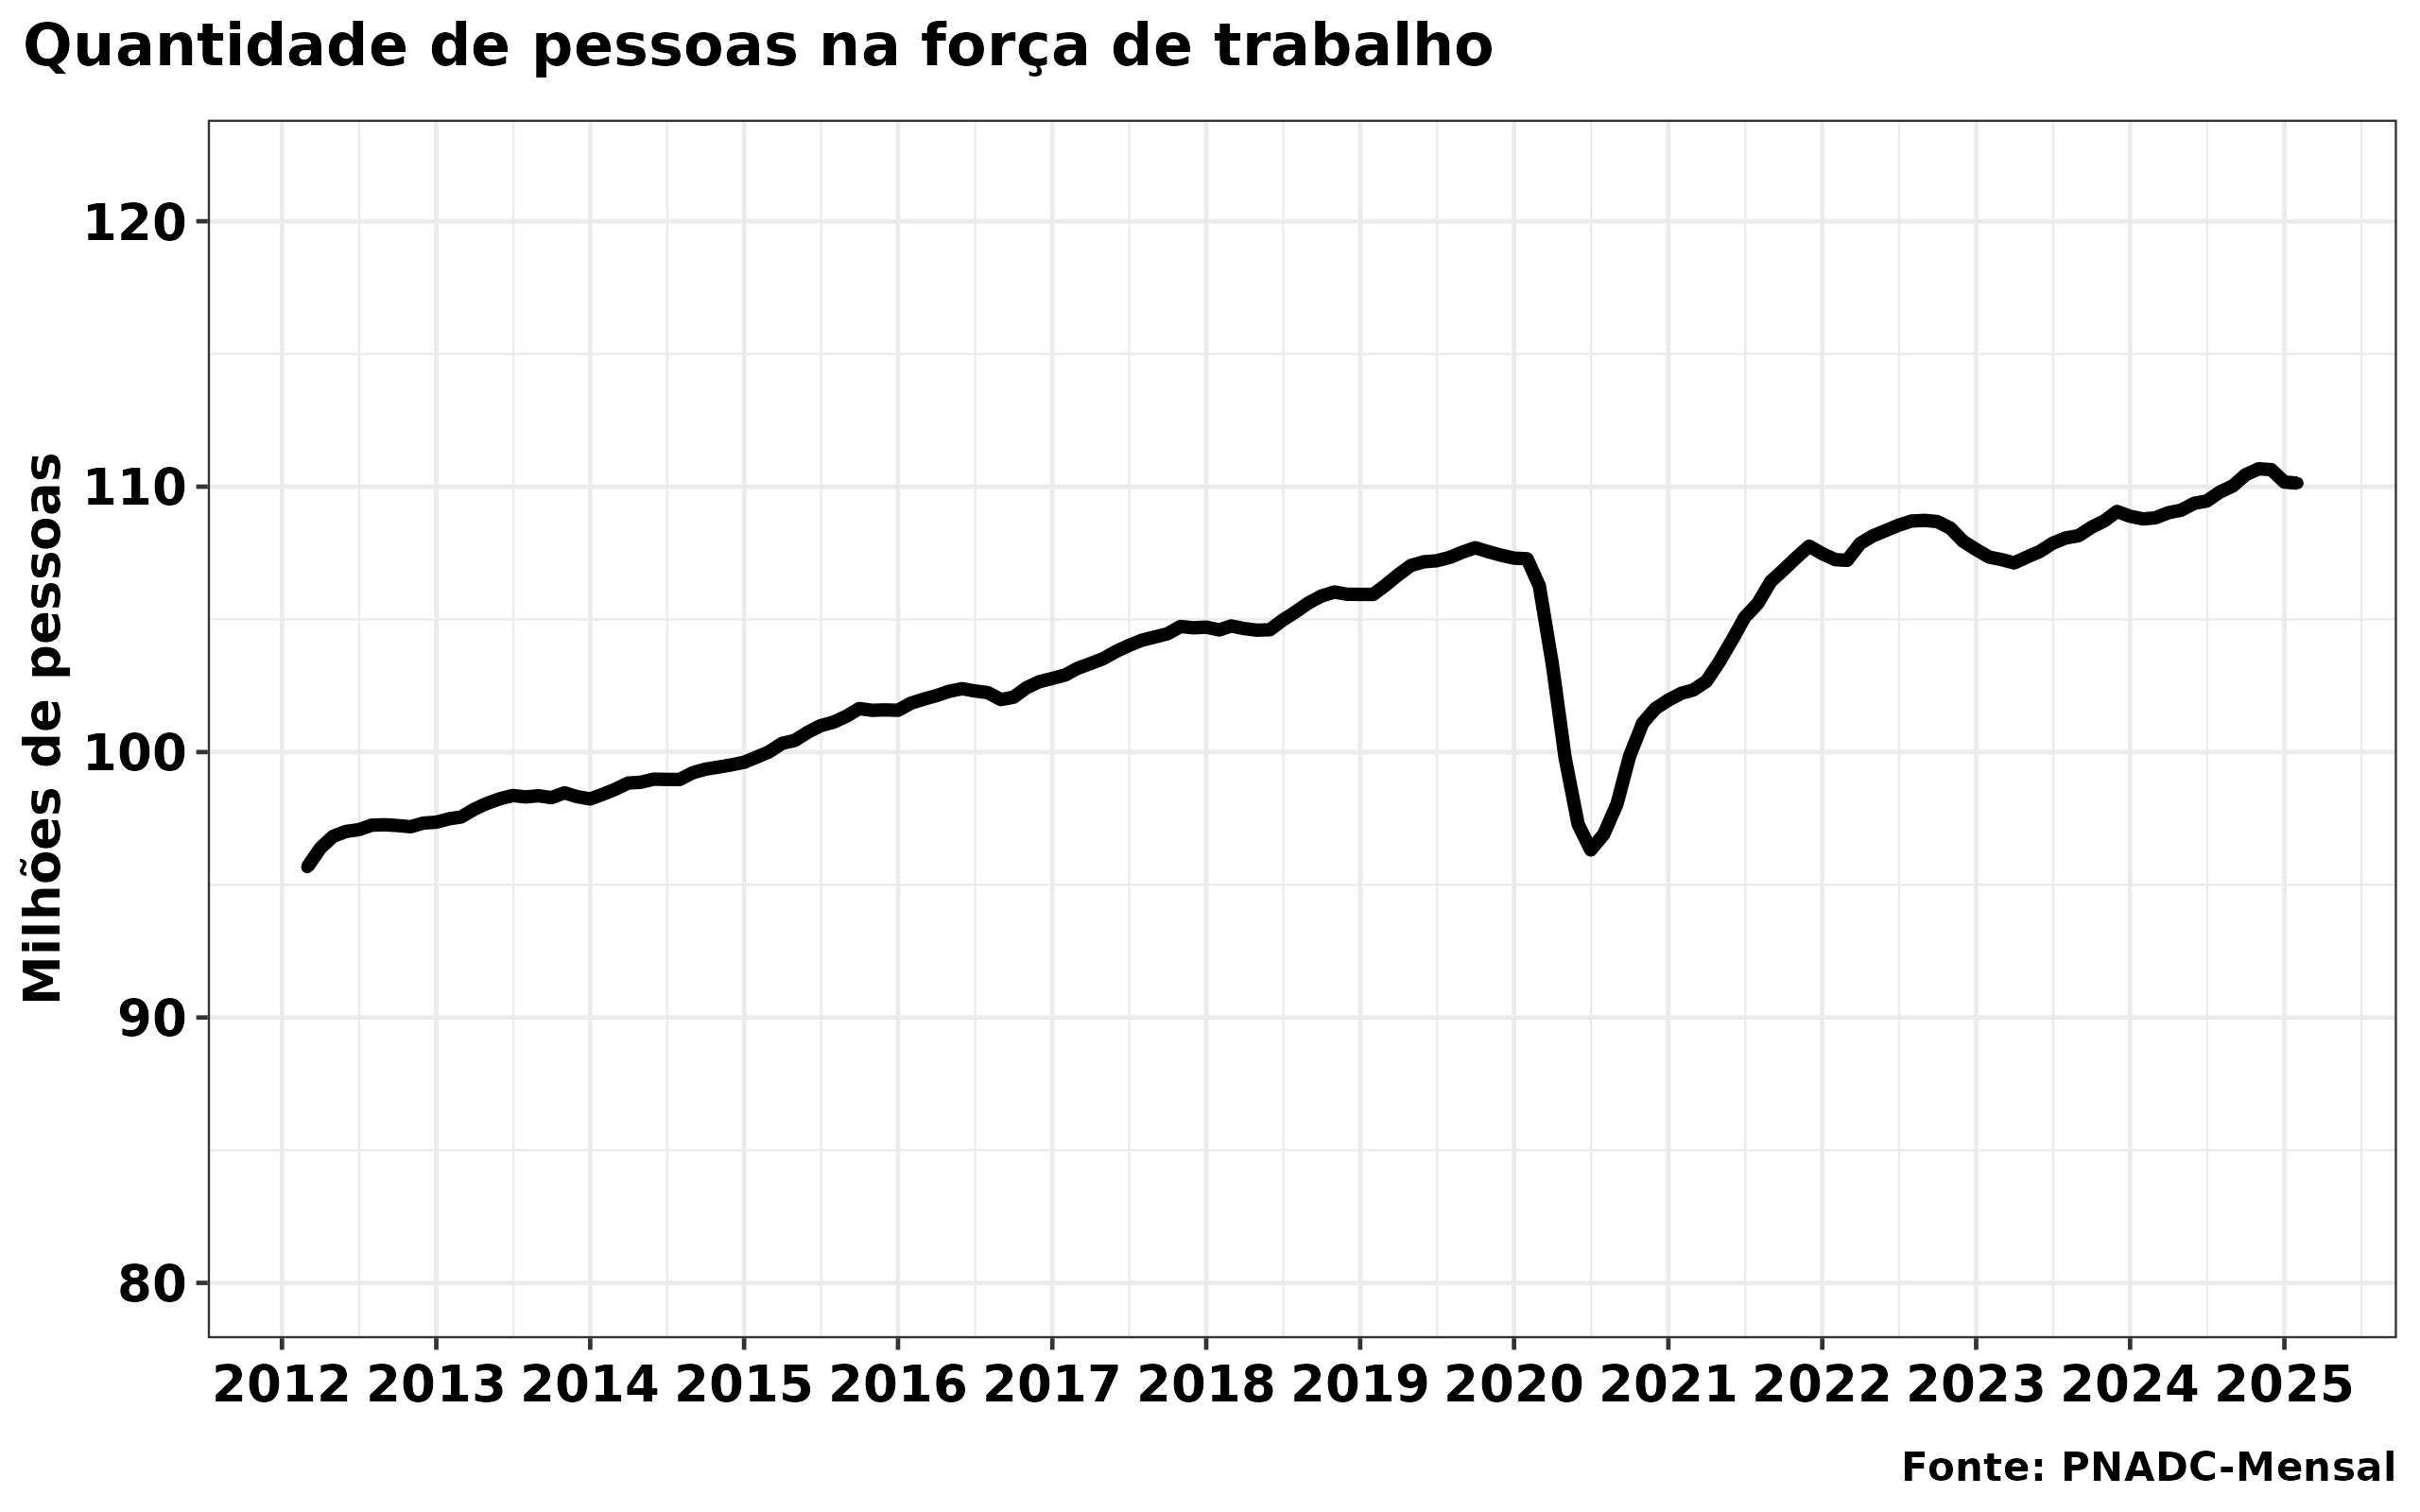 Quantidade de pessoas na força de trabalho
Milhões de pessoas
120
110
100
90
80
2012 2013 2014 2015 2016 2017 2018 2019 2020 2021 2022 2023 2024 2025
Fonte: PNADC-Mensal